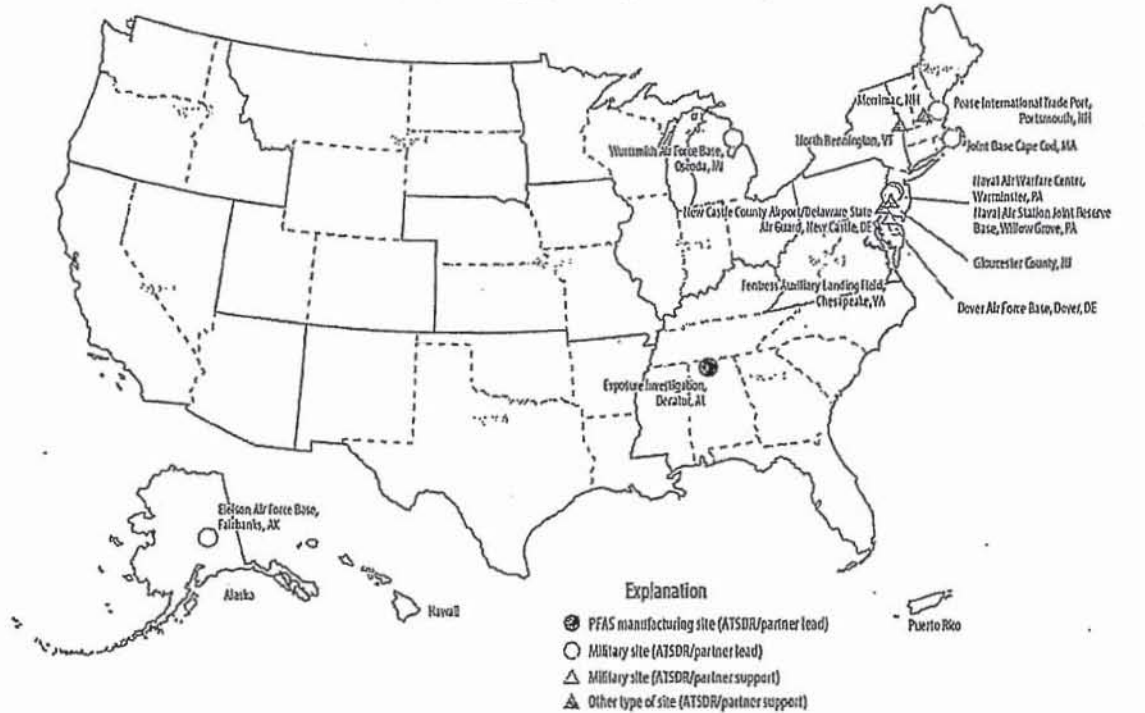 Merrimac, NH
Pease International Trade Port,
Portsmouth, NH
North Bennington, VT
Joint Base Cape Cod, MA
Wurtsmith Air Force Base,
Oscoda, MI
Naval Air Warfare Center,
Warminster, PA
Naval Air Station Joint Reserve
Base, Willow Grove, PA
New Castle County Airport/Delaware State
Air Guard, New Castle, DE
Gloucester County, NJ
Fentress Auxiliary Landing Field,
Chesapeake, VA
Dover Air Force Base, Dover, DE
Exposure Investigation,
Decatur, AL
Eielson Air Force Base,
Fairbanks, AK
Alaska
Hawaii
Puerto Rico
Explanation
PFAS manufacturing site (ATSDR/partner lead)
Military site (ATSDR/partner lead)
Military site (ATSDR/partner support)
Other type of site (ATSDR/partner support)